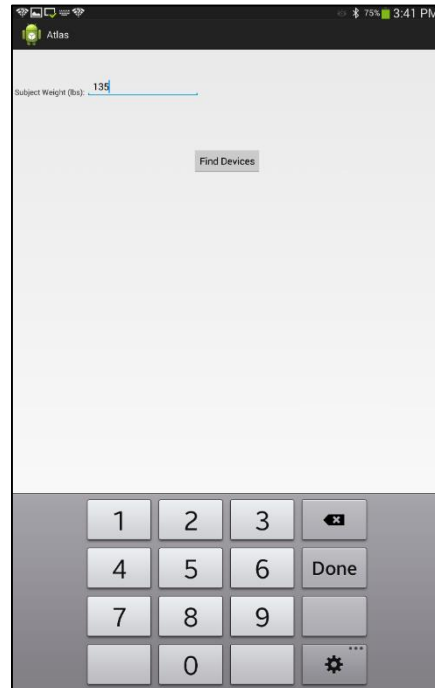 75% 3:41 PM
Atlas
Subject Weight (lbs): 135
Find Devices
1 2 3
4 5 6 Done
7 8 9
0